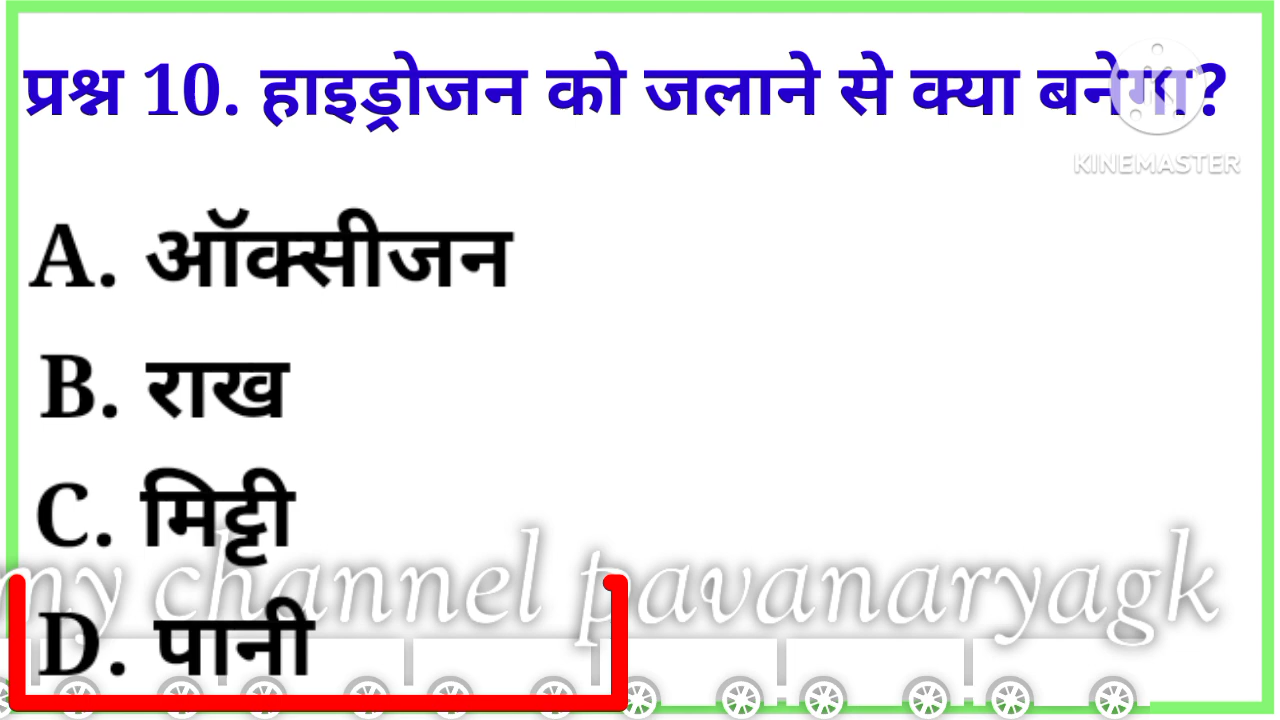 प्रश्न 10. हाइड्रोजन को जलाने से क्या बनेगा?
KINEMASTER
A. ऑक्सीजन
B. राख
C. मिट्टी
my channel pavanaryagk
D. पानी